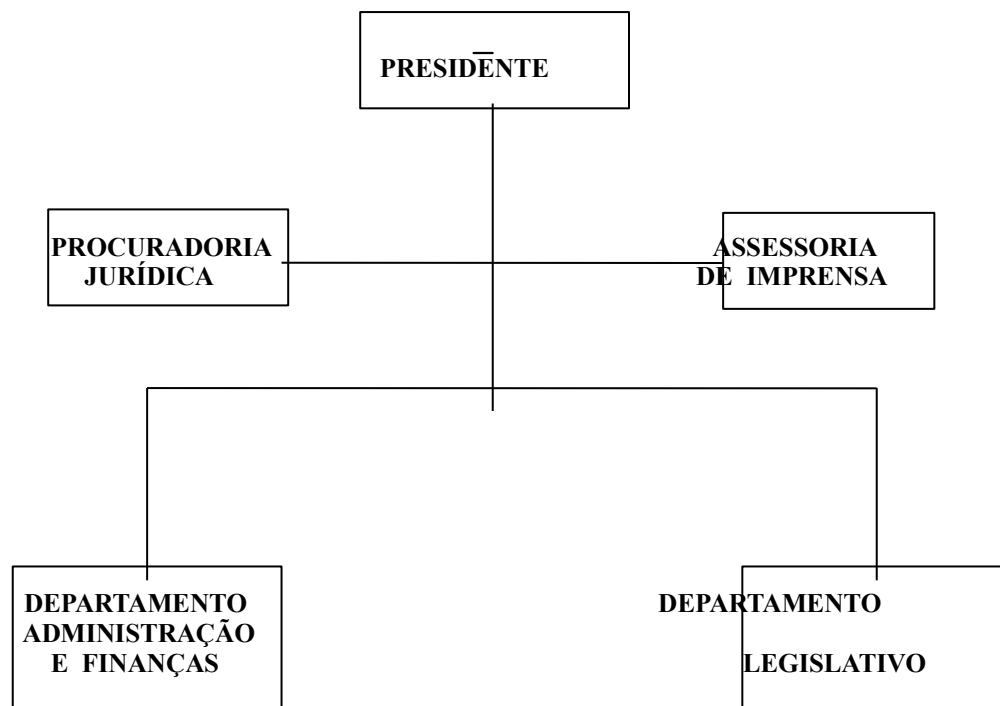 PRESIDENTE
PROCURADORIA
JURÍDICA
ASSESSORIA
DE IMPRENSA
DEPARTAMENTO
ADMINISTRAÇÃO
E FINANÇAS
DEPARTAMENTO
LEGISLATIVO